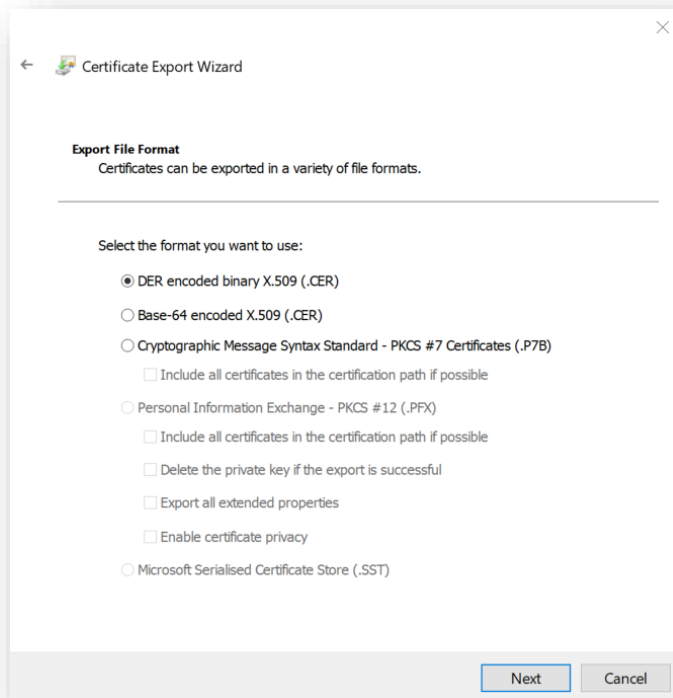 Certificate Export Wizard
Export File Format
Certificates can be exported in a variety of file formats.
Select the format you want to use:
DER encoded binary X.509 (.CER)
Base-64 encoded X.509 (.CER)
Cryptographic Message Syntax Standard - PKCS #7 Certificates (.P7B)
Include all certificates in the certification path if possible
Personal Information Exchange - PKCS #12 (.PFX)
Include all certificates in the certification path if possible
Delete the private key if the export is successful
Export all extended properties
Enable certificate privacy
Microsoft Serialised Certificate Store (.SST)
Next Cancel